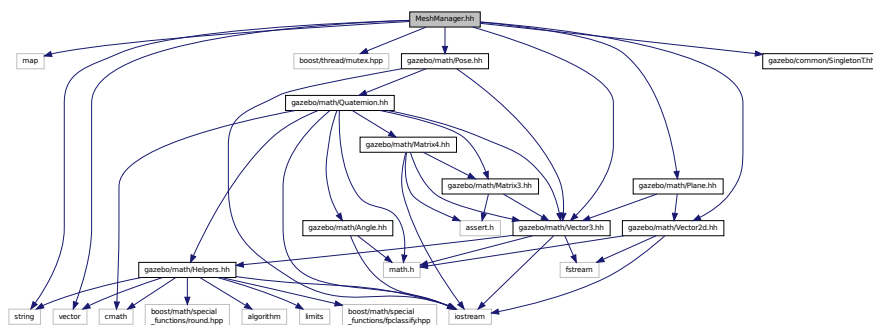 MeshManager.hh
map
boost/thread/mutex.hpp
gazebo/math/Pose.hh
gazebo/common/SingletonT.hh
gazebo/math/Quaternion.hh
gazebo/math/Matrix4.hh
gazebo/math/Matrix3.hh
gazebo/math/Plane.hh
gazebo/math/Angle.hh
assert.h
gazebo/math/Vector3.hh
gazebo/math/Vector2d.hh
gazebo/math/Helpers.hh
math.h
fstream
string
vector
cmath
boost/math/special
_functions/round.hpp
algorithm
limits
boost/math/special
_functions/fpclassify.hpp
iostream